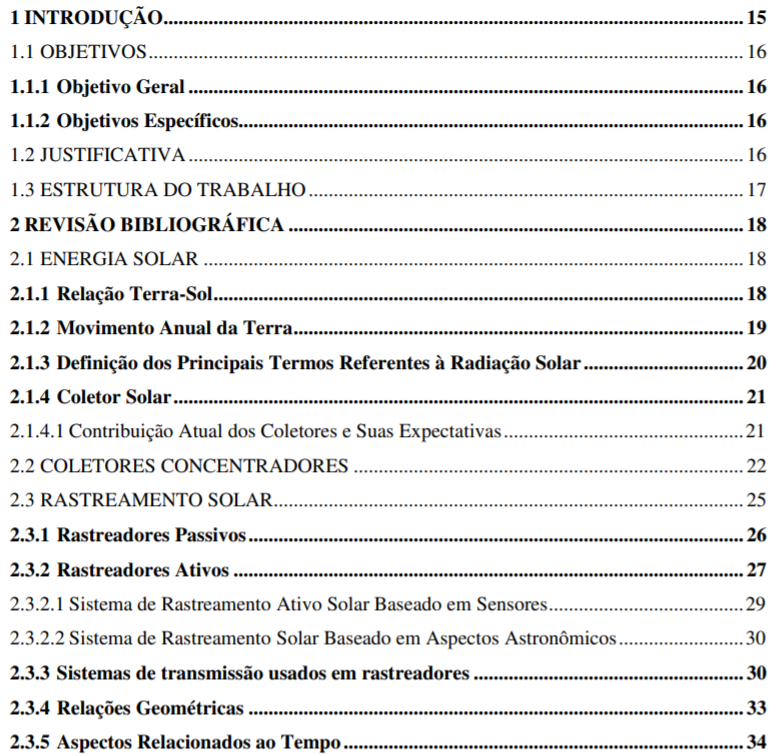 1 INTRODUÇÃO.......... 15
1.1 OBJETIVOS.......... 16
1.1.1 Objetivo Geral .......... 16
1.1.2 Objetivos Específicos.......... 16
1.2 JUSTIFICATIVA .......... 16
1.3 ESTRUTURA DO TRABALHO .......... 17
2 REVISÃO BIBLIOGRÁFICA .......... 18
2.1 ENERGIA SOLAR .......... 18
2.1.1 Relação Terra-Sol.......... 18
2.1.2 Movimento Anual da Terra.......... 19
2.1.3 Definição dos Principais Termos Referentes à Radiação Solar .......... 20
2.1.4 Coletor Solar .......... 21
2.1.4.1 Contribuição Atual dos Coletores e Suas Expectativas .......... 21
2.2 COLETORES CONCENTRADORES .......... 22
2.3 RASTREAMENTO SOLAR.......... 25
2.3.1 Rastreadores Passivos .......... 26
2.3.2 Rastreadores Ativos .......... 27
2.3.2.1 Sistema de Rastreamento Ativo Solar Baseado em Sensores.......... 29
2.3.2.2 Sistema de Rastreamento Solar Baseado em Aspectos Astronômicos .......... 30
2.3.3 Sistemas de transmissão usados em rastreadores .......... 30
2.3.4 Relações Geométricas .......... 33
2.3.5 Aspectos Relacionados ao Tempo .......... 34